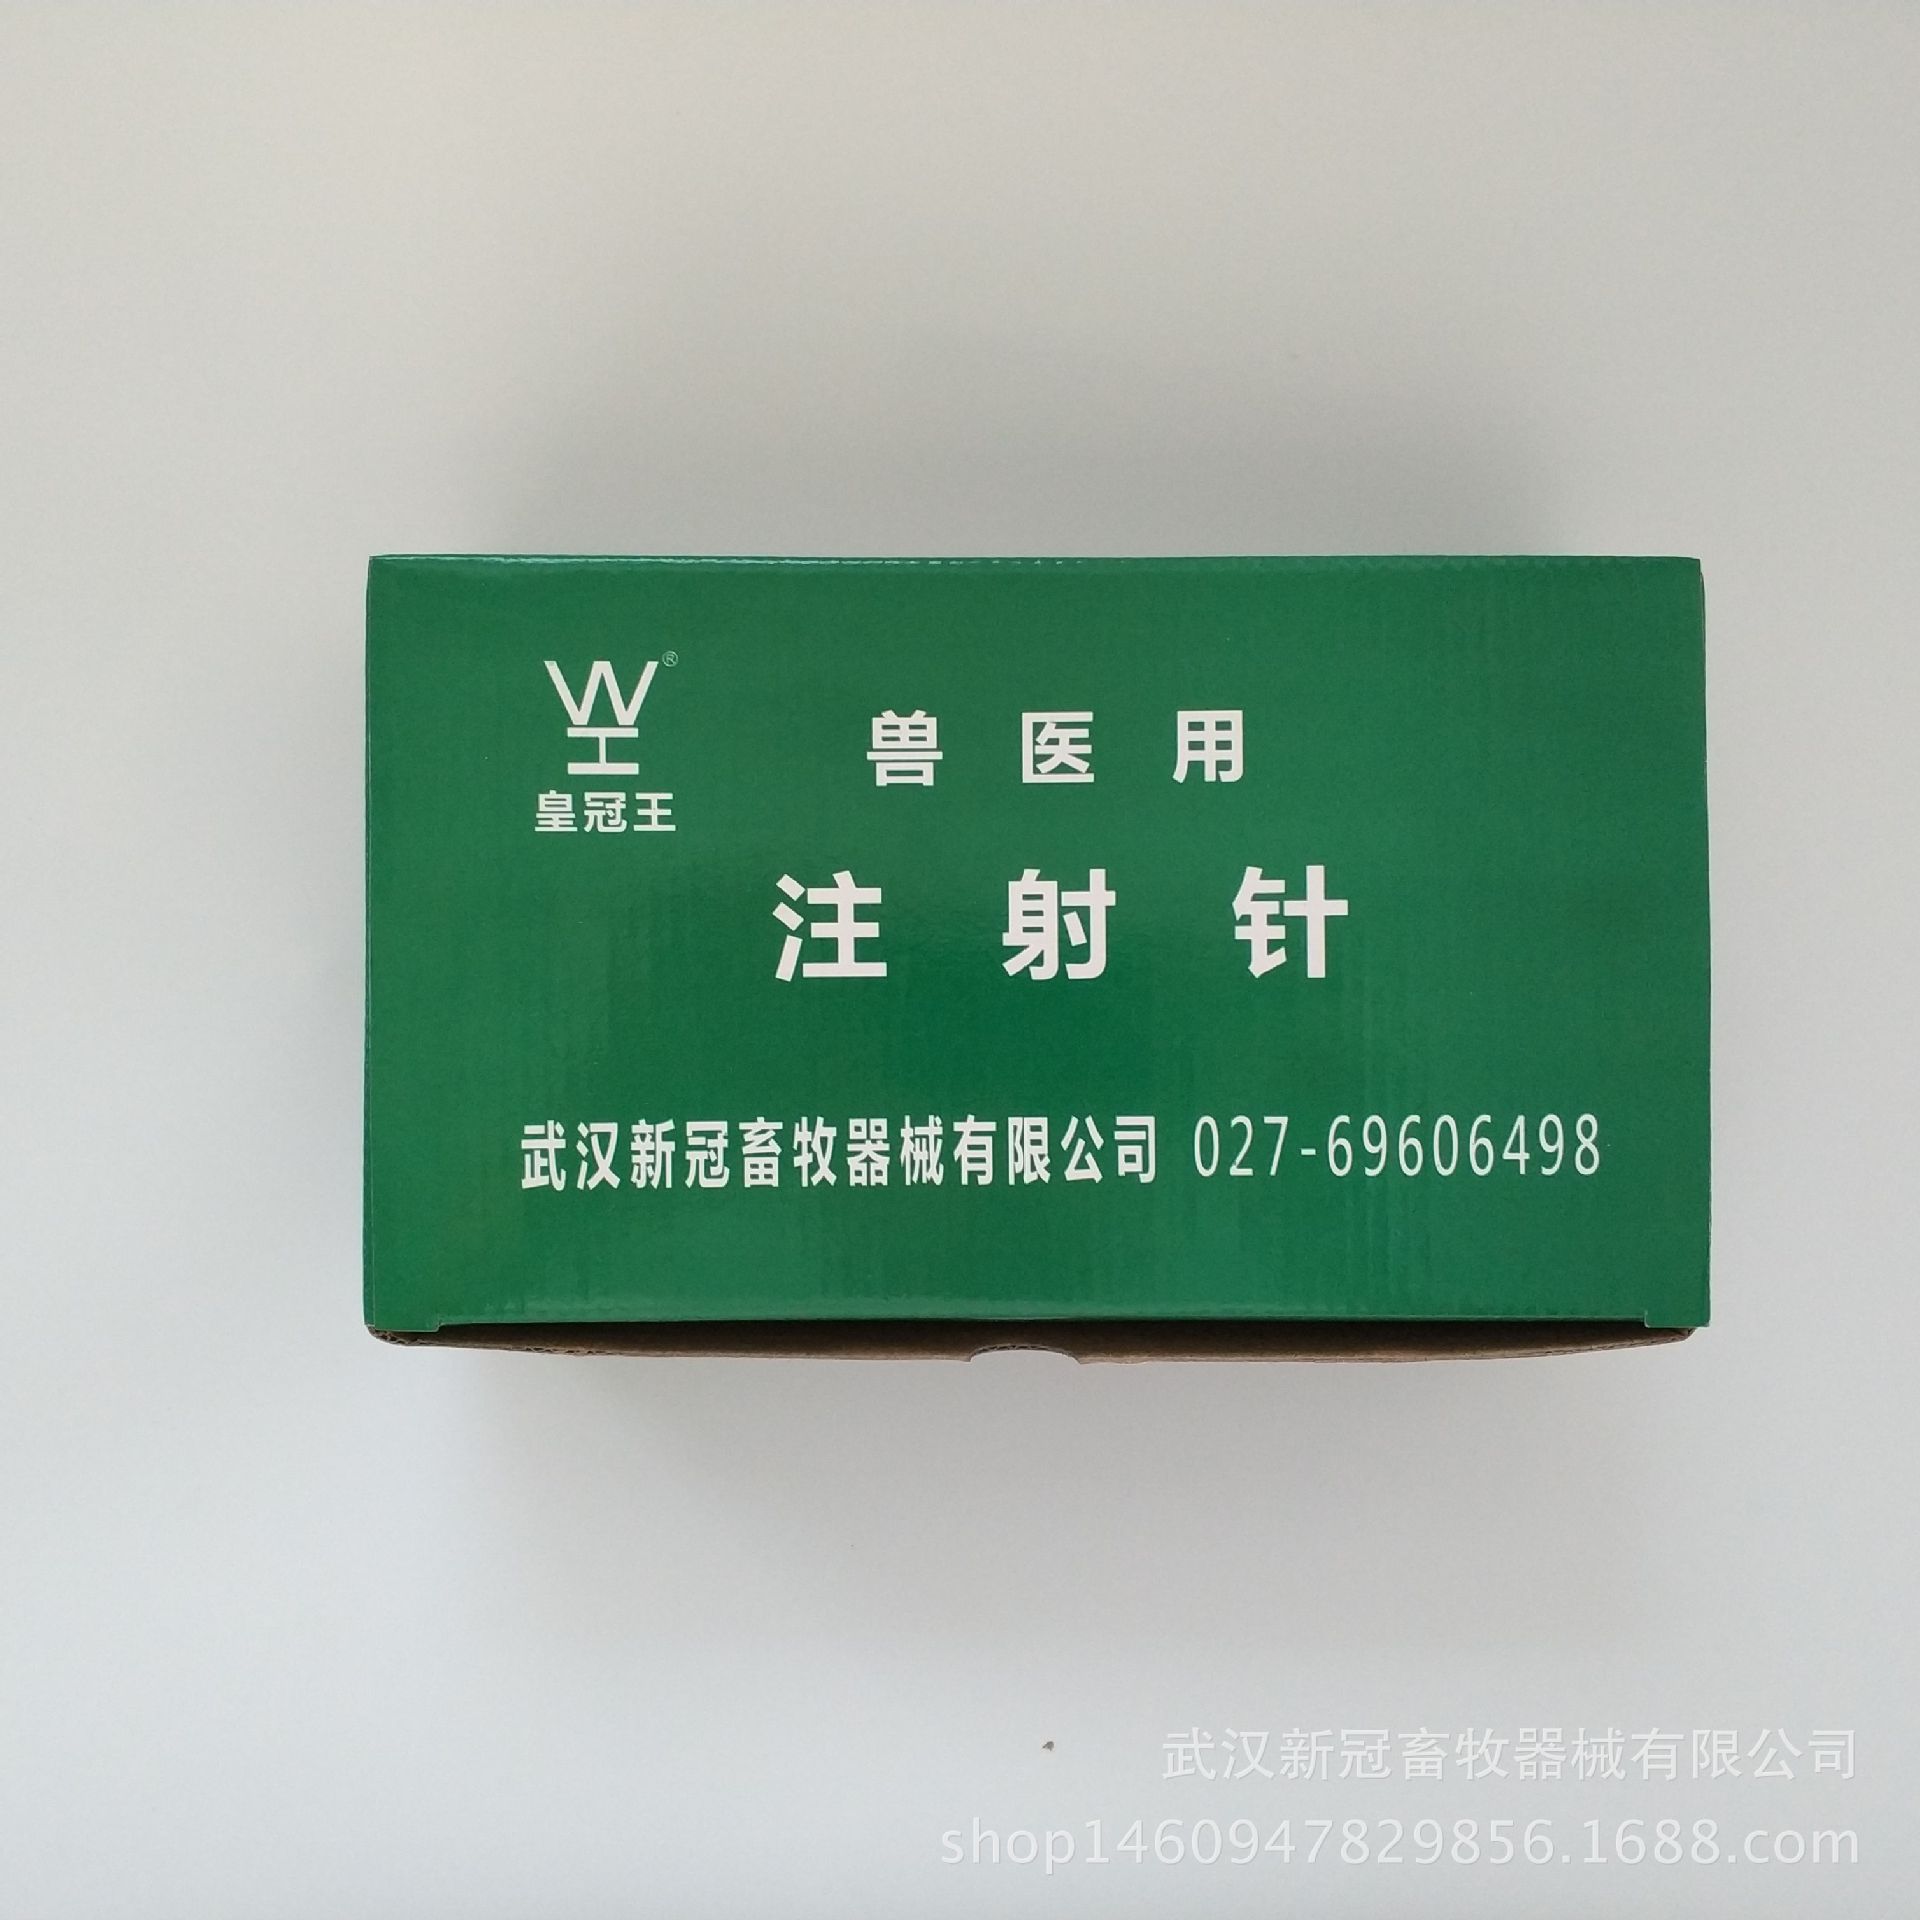 W®
工
皇冠王
兽医用
注射针
武汉新冠畜牧器械有限公司 027-69606498
武汉新冠畜牧器械有限公司
shop1460947829856.1688.com